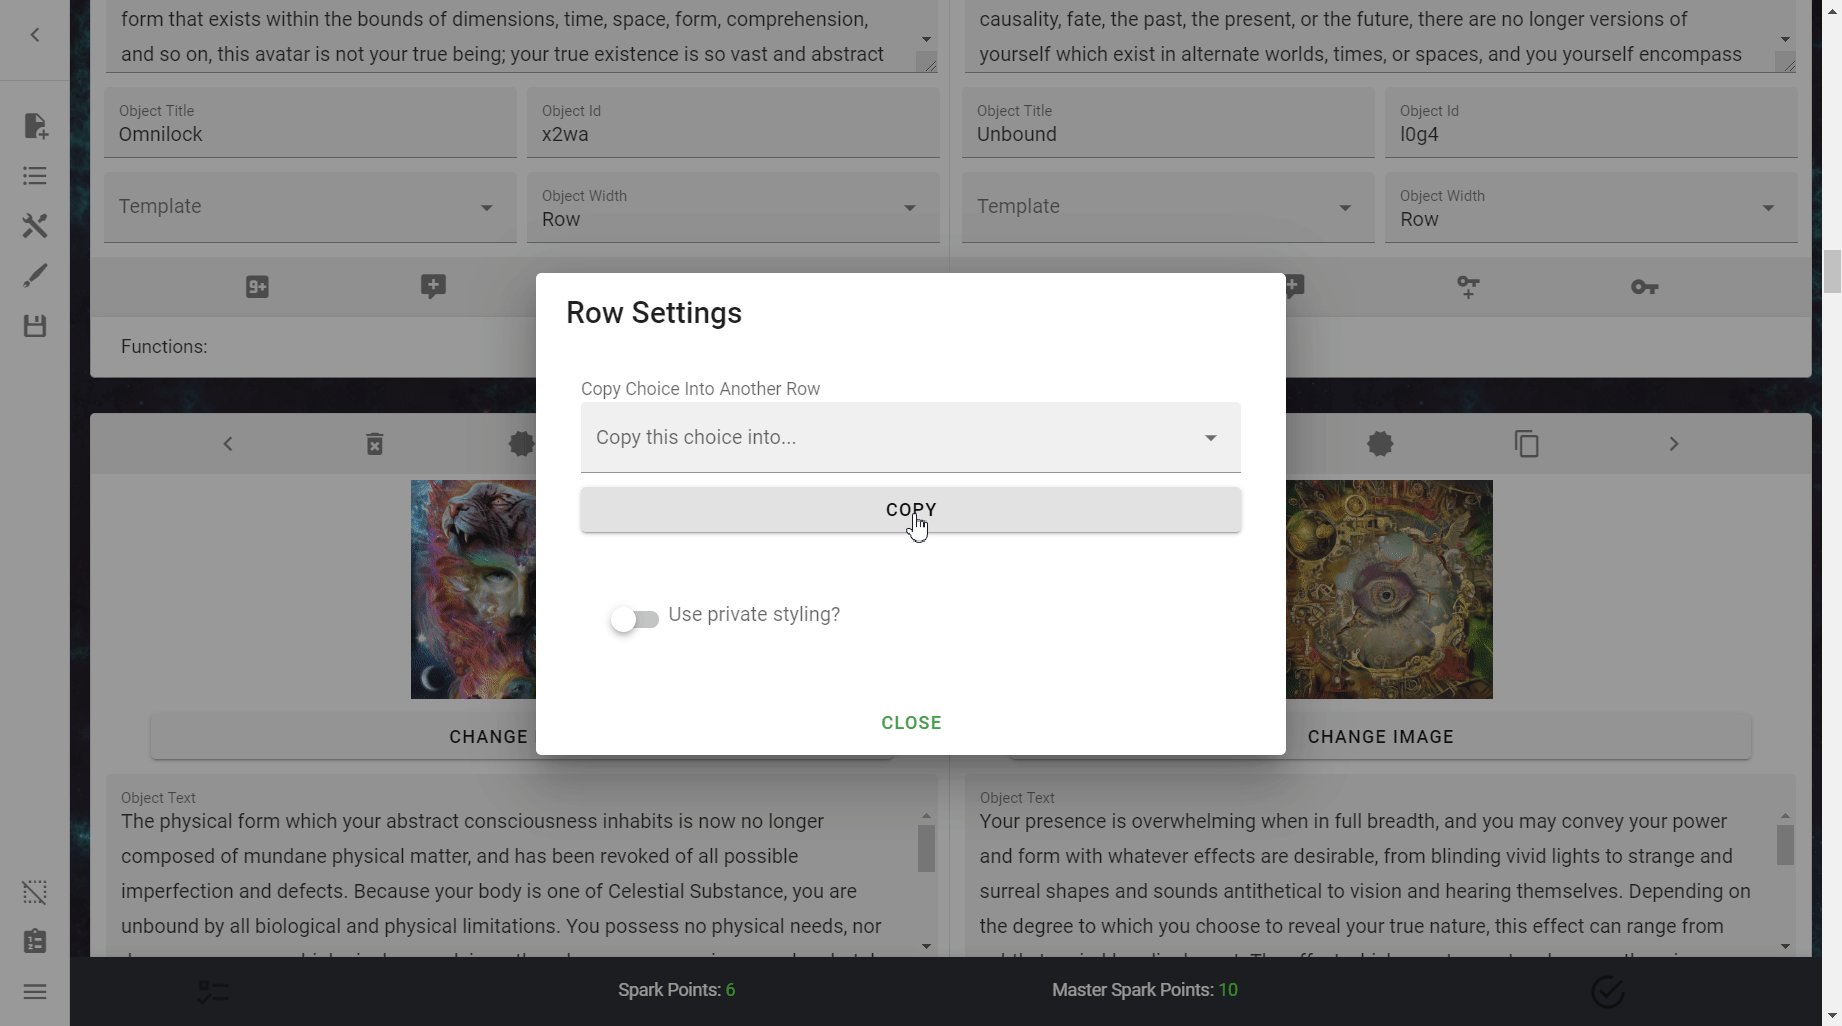 form that exists within the bounds of dimensions, time, space, form, comprehension,
and so on, this avatar is not your true being; your true existence is so vast and abstract
causality, fate, the past, the present, or the future, there are no longer versions of
yourself which exist in alternate worlds, times, or spaces, and you yourself encompass
Object Title
Omnilock
Object Id
x2wa
Object Title
Unbound
Object Id
l0g4
Template
Object Width
Row
Template
Object Width
Row
9+
Functions:
Row Settings
Copy Choice Into Another Row
Copy this choice into...
COPY
Use private styling?
CLOSE
CHANGE
CHANGE IMAGE
Object Text
The physical form which your abstract consciousness inhabits is now no longer
composed of mundane physical matter, and has been revoked of all possible
imperfection and defects. Because your body is one of Celestial Substance, you are
unbound by all biological and physical limitations. You possess no physical needs, nor
Object Text
Your presence is overwhelming when in full breadth, and you may convey your power
and form with whatever effects are desirable, from blinding vivid lights to strange and
surreal shapes and sounds antithetical to vision and hearing themselves. Depending on
the degree to which you choose to reveal your true nature, this effect can range from
Spark Points: 6
Master Spark Points: 10